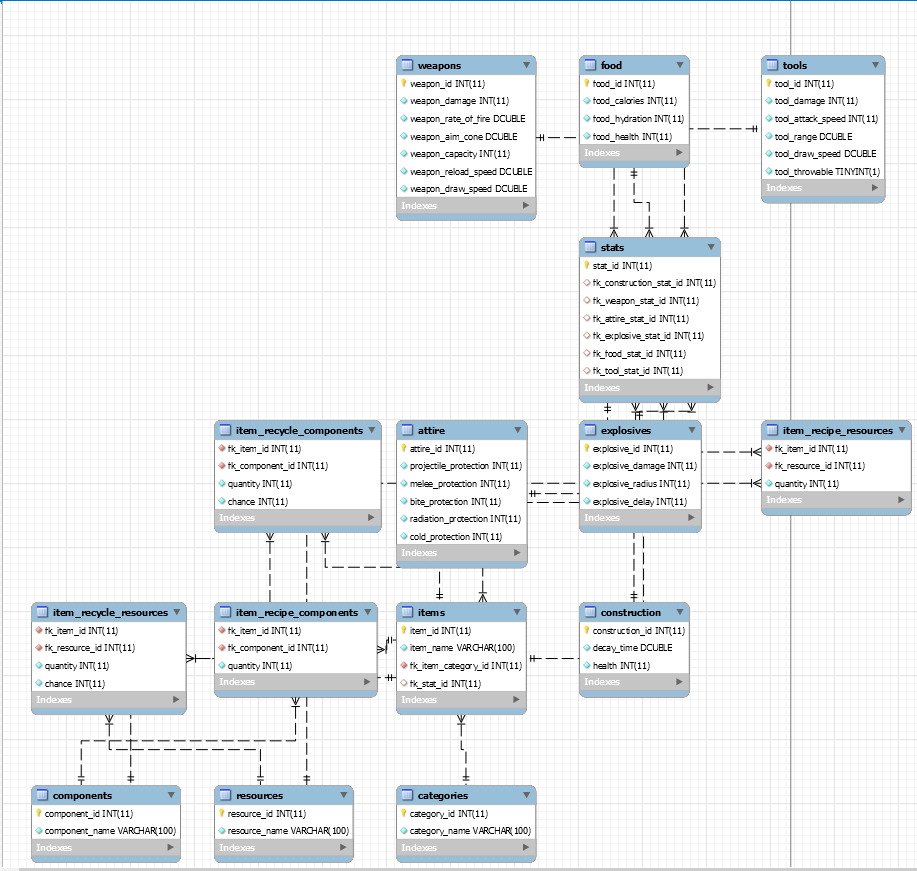 weapons
weapon_id INT(11)
weapon_damage INT(11)
weapon_rate_of_fire DOUBLE
weapon_aim_cone DOUBLE
weapon_capacity INT(11)
weapon_reload_speed DOUBLE
weapon_draw_speed DOUBLE
Indexes
food
food_id INT(11)
food_calories INT(11)
food_hydration INT(11)
food_health INT(11)
Indexes
tools
tool_id INT(11)
tool_damage INT(11)
tool_attack_speed INT(11)
tool_range DOUBLE
tool_draw_speed DOUBLE
tool_throwable TINYINT(1)
Indexes
stats
stat_id INT(11)
fk_construction_stat_id INT(11)
fk_weapon_stat_id INT(11)
fk_attire_stat_id INT(11)
fk_explosive_stat_id INT(11)
fk_food_stat_id INT(11)
fk_tool_stat_id INT(11)
Indexes
item_recycle_components
fk_item_id INT(11)
fk_component_id INT(11)
quantity INT(11)
chance INT(11)
Indexes
attire
attire_id INT(11)
projectile_protection INT(11)
melee_protection INT(11)
bite_protection INT(11)
radiation_protection INT(11)
cold_protection INT(11)
Indexes
explosives
explosive_id INT(11)
explosive_damage INT(11)
explosive_radius INT(11)
explosive_delay INT(11)
Indexes
item_recipe_resources
fk_item_id INT(11)
fk_resource_id INT(11)
quantity INT(11)
Indexes
item_recycle_resources
fk_item_id INT(11)
fk_resource_id INT(11)
quantity INT(11)
chance INT(11)
Indexes
item_recipe_components
fk_item_id INT(11)
fk_component_id INT(11)
quantity INT(11)
Indexes
items
item_id INT(11)
item_name VARCHAR(100)
fk_item_category_id INT(11)
fk_stat_id INT(11)
Indexes
construction
construction_id INT(11)
decay_time DOUBLE
health INT(11)
Indexes
components
component_id INT(11)
component_name VARCHAR(100)
Indexes
resources
resource_id INT(11)
resource_name VARCHAR(100)
Indexes
categories
category_id INT(11)
category_name VARCHAR(100)
Indexes